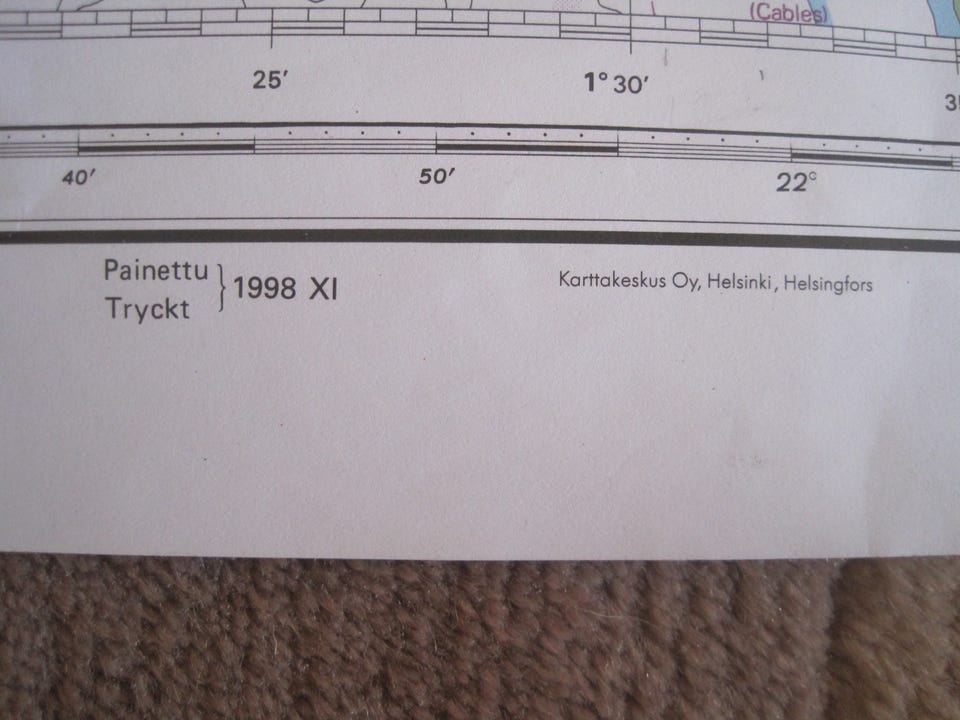 (Cables)
25′ 1°30′
40′ 50′ 22°
Painettu
Tryckt } 1998 XI
Karttakeskus Oy, Helsinki, Helsingfors